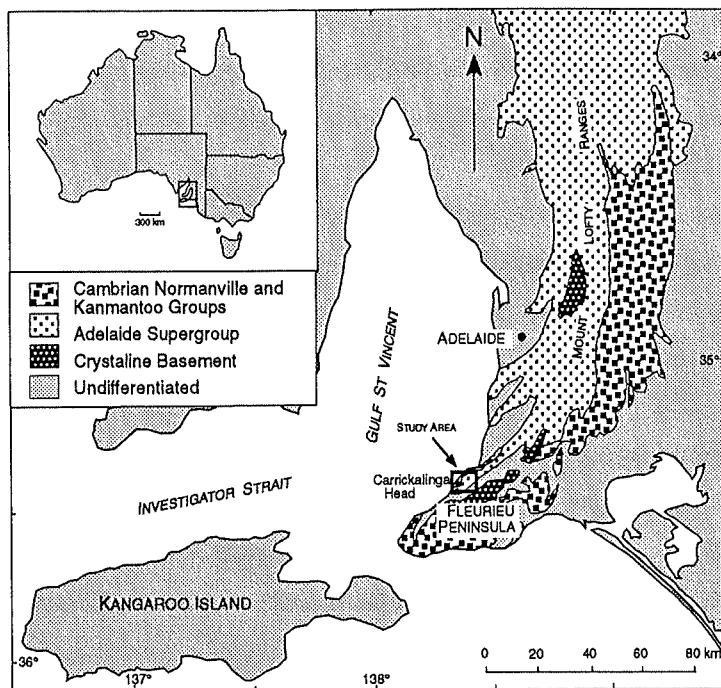 N
34°
300 km
Cambrian Normanville and
Kanmantoo Groups
Adelaide Supergroup
Crystaline Basement
Undifferentiated
MOUNT LOFTY RANGES
ADELAIDE
35°
GULF ST VINCENT
STUDY AREA
Carrickalinga
Head
INVESTIGATOR STRAIT
FLEURIEU
PENINSULA
KANGAROO ISLAND
36°
137°
138°
0 20 40 60 80 km